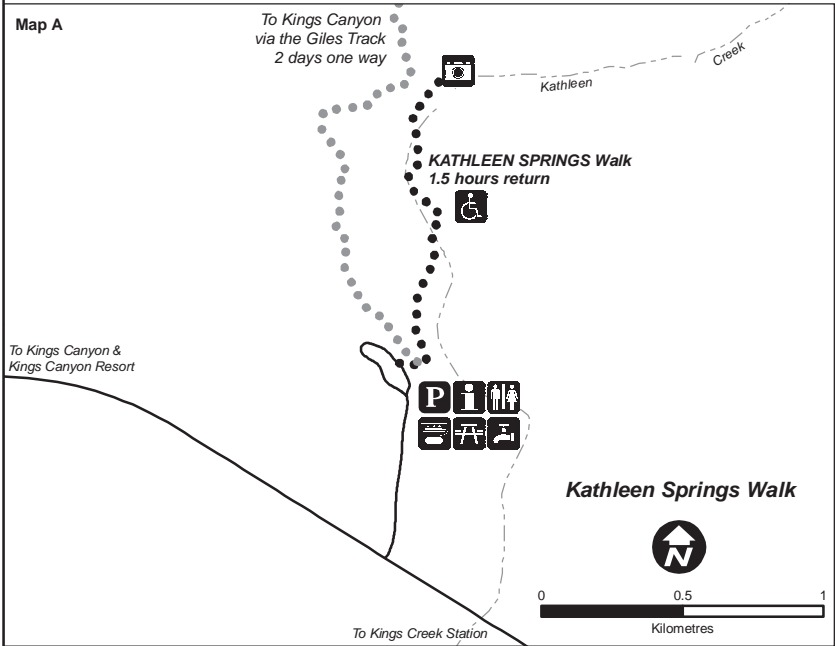 Map A
To Kings Canyon
via the Giles Track
2 days one way
Kathleen
Creek
KATHLEEN SPRINGS Walk
1.5 hours return
To Kings Canyon &
Kings Canyon Resort
P
i
Kathleen Springs Walk
N
0
0.5
1
Kilometres
To Kings Creek Station